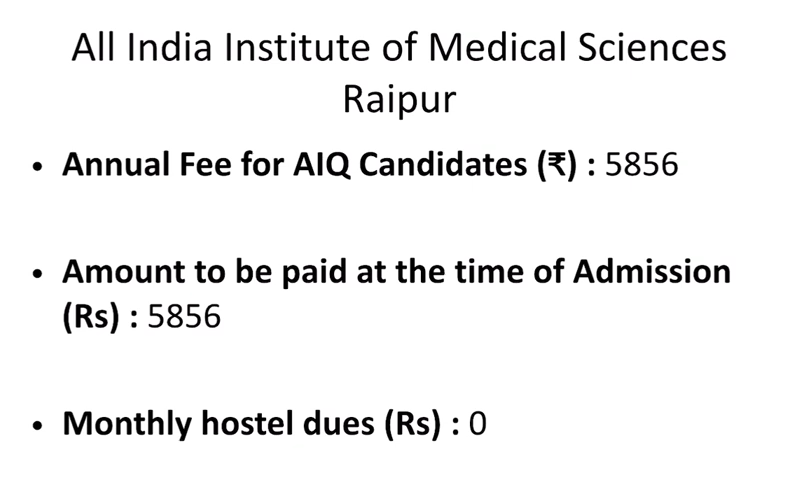 All India Institute of Medical Sciences
Raipur
• Annual Fee for AIQ Candidates (₹) : 5856
• Amount to be paid at the time of Admission
(Rs) : 5856
• Monthly hostel dues (Rs) : 0